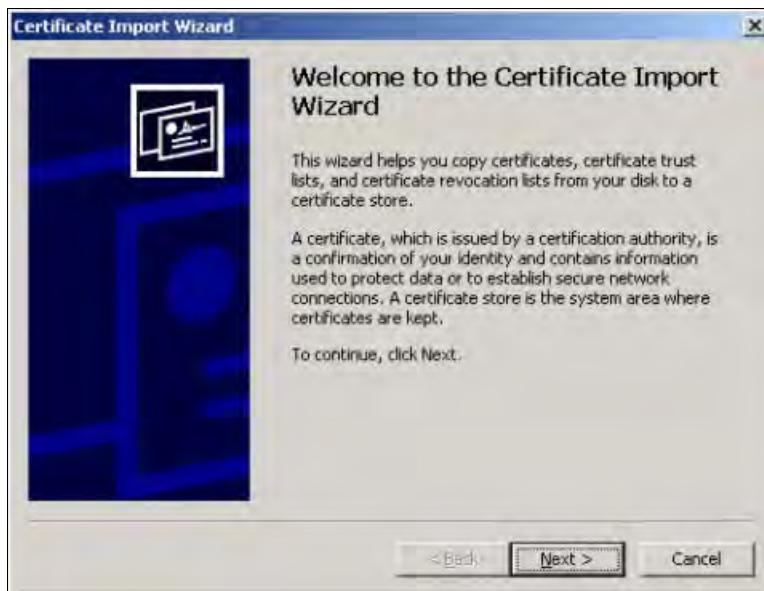 Certificate Import Wizard
Welcome to the Certificate Import
Wizard
This wizard helps you copy certificates, certificate trust
lists, and certificate revocation lists from your disk to a
certificate store.
A certificate, which is issued by a certification authority, is
a confirmation of your identity and contains information
used to protect data or to establish secure network
connections. A certificate store is the system area where
certificates are kept.
To continue, click Next.
< Back
Next >
Cancel